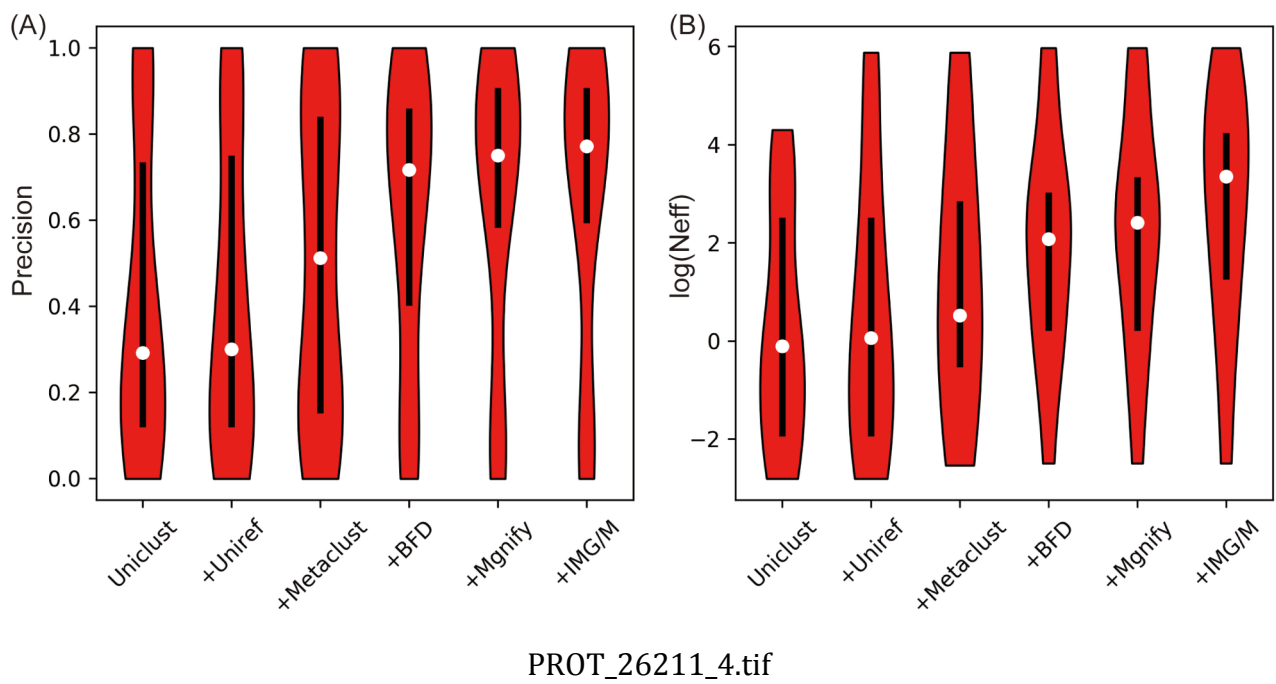 (A)
1.0
0.8
0.6
0.4
0.2
0.0
Precision
Uniclust
+Uniref
+Metaclust
+BFD
+Mgnify
+IMG/M
(B)
6
4
2
0
−2
log(Neff)
Uniclust
+Uniref
+Metaclust
+BFD
+Mgnify
+IMG/M
PROT_26211_4.tif